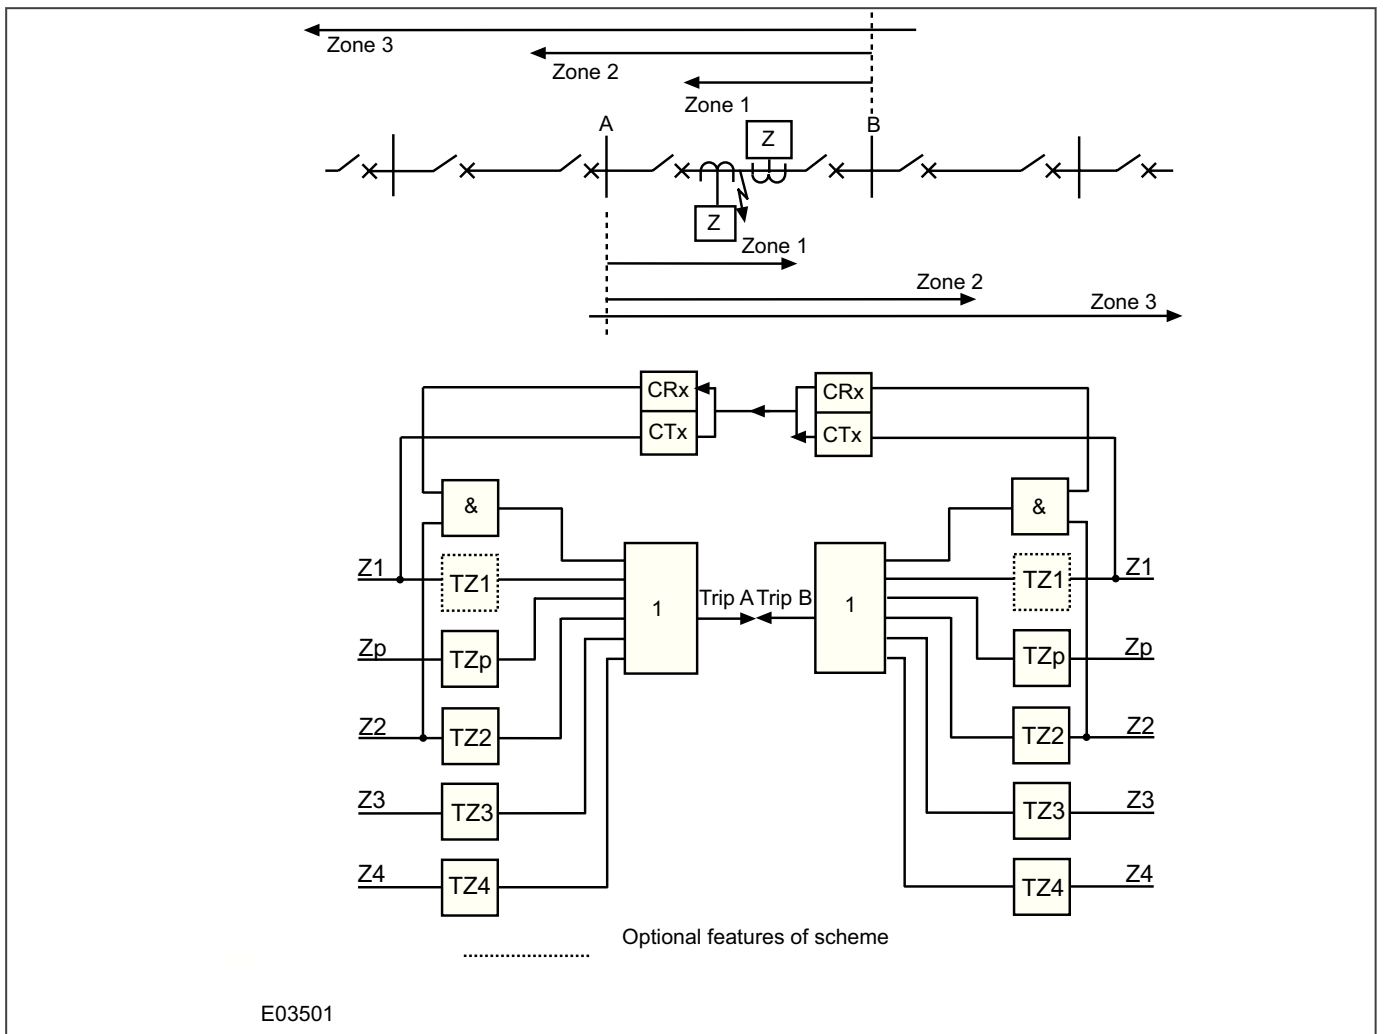 Zone 3
Zone 2
Zone 1
A
B
Z
Z
Zone 1
Zone 2
Zone 3
CRx
CRx
CTx
CTx
&
&
Z1
TZ1
TZ1
Z1
1
Trip A
Trip B
1
Zp
TZp
TZp
Zp
Z2
TZ2
TZ2
Z2
Z3
TZ3
TZ3
Z3
Z4
TZ4
TZ4
Z4
Optional features of scheme
E03501